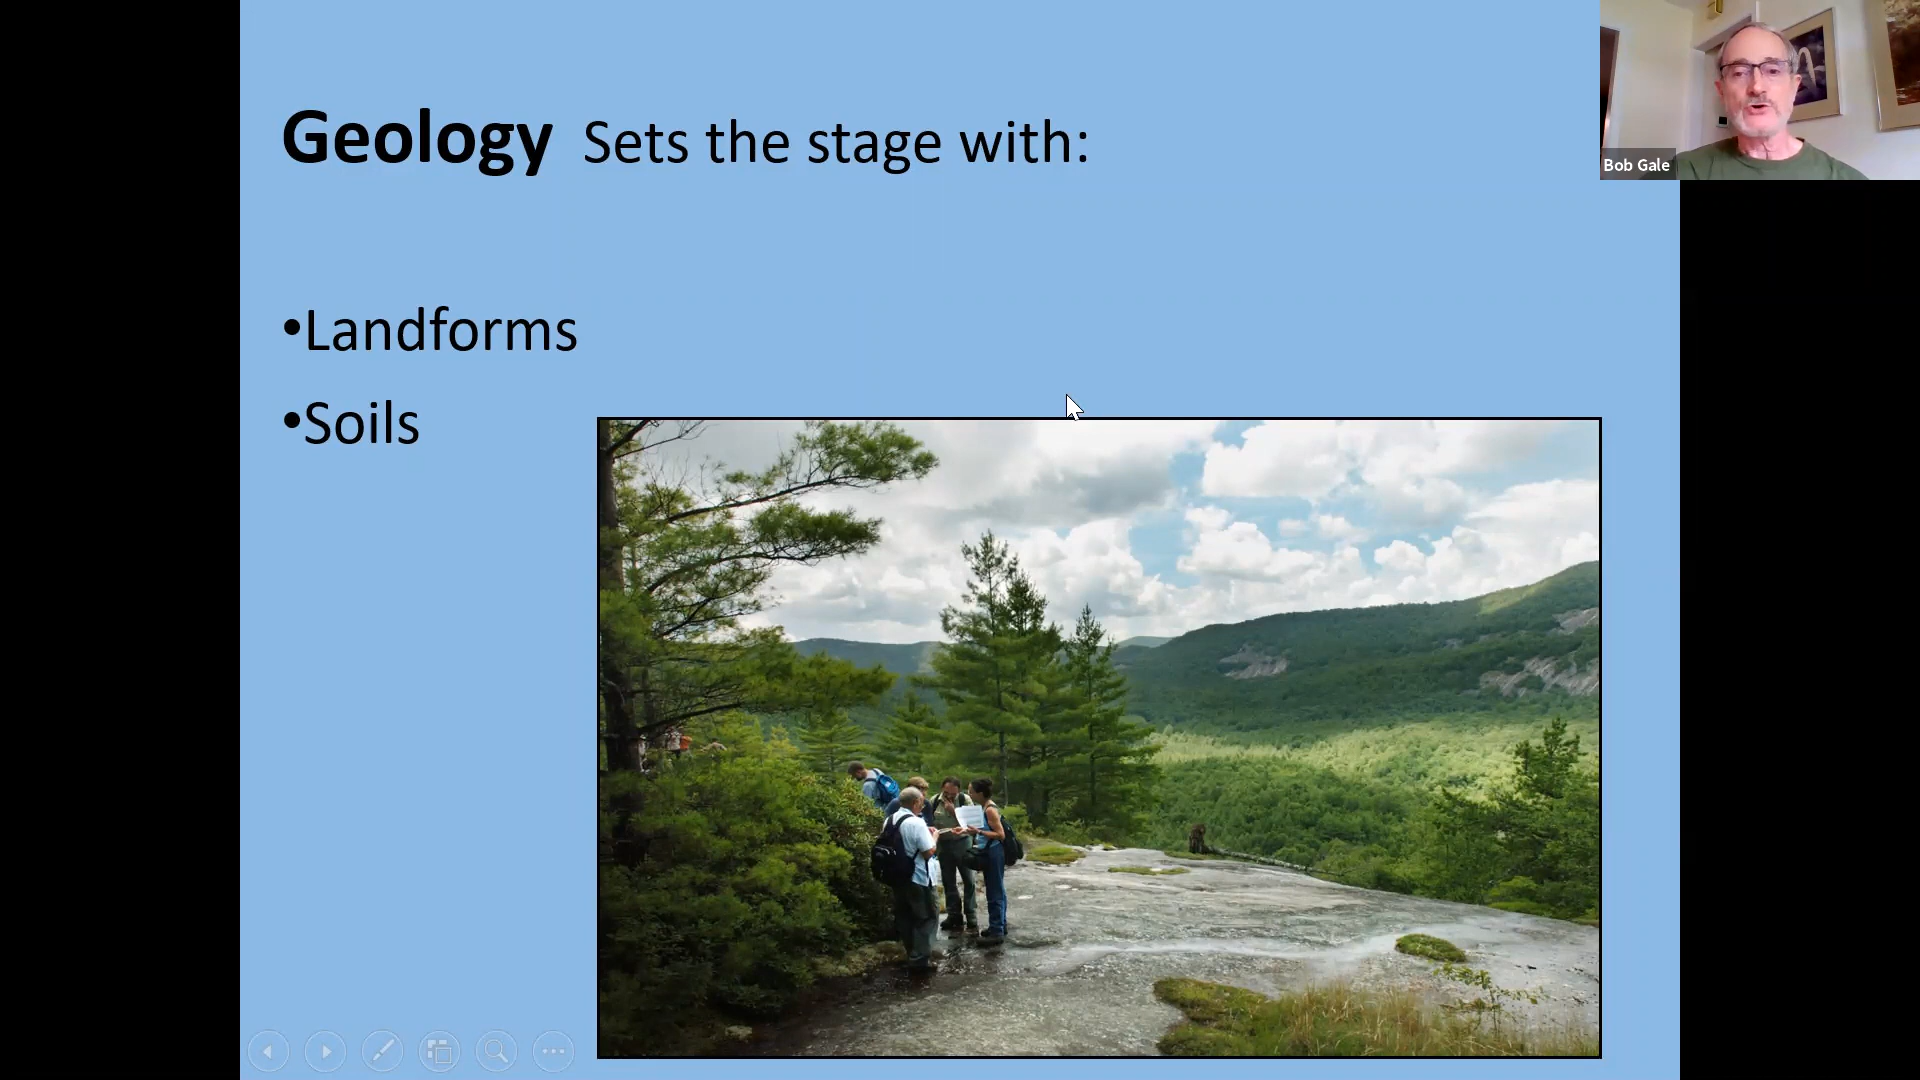 Geology Sets the stage with:
•Landforms
•Soils
Bob Gale